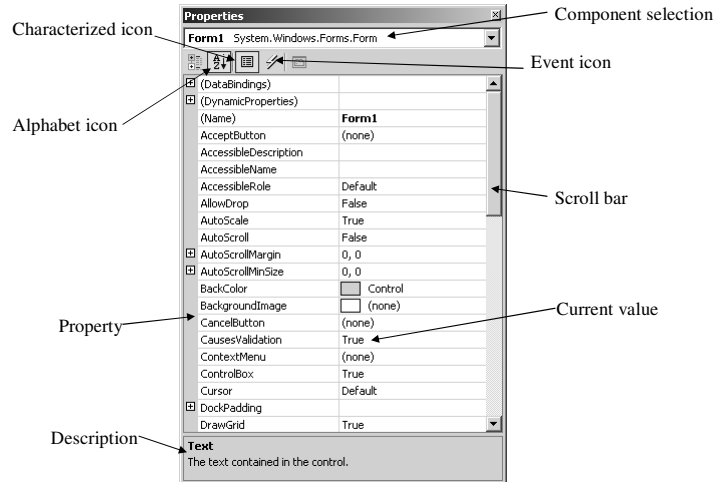 Properties
Component selection
Characterized icon
Form1 System.Windows.Forms.Form
Event icon
Alphabet icon
(DataBindings)
(DynamicProperties)
(Name) Form1
AcceptButton (none)
AccessibleDescription
AccessibleName
AccessibleRole Default
Scroll bar
AllowDrop False
AutoScale True
AutoScroll False
AutoScrollMargin 0, 0
AutoScrollMinSize 0, 0
BackColor Control
BackgroundImage (none)
Current value
Property
CancelButton (none)
CausesValidation True
ContextMenu (none)
ControlBox True
Cursor Default
DockPadding
DrawGrid True
Description
Text
The text contained in the control.